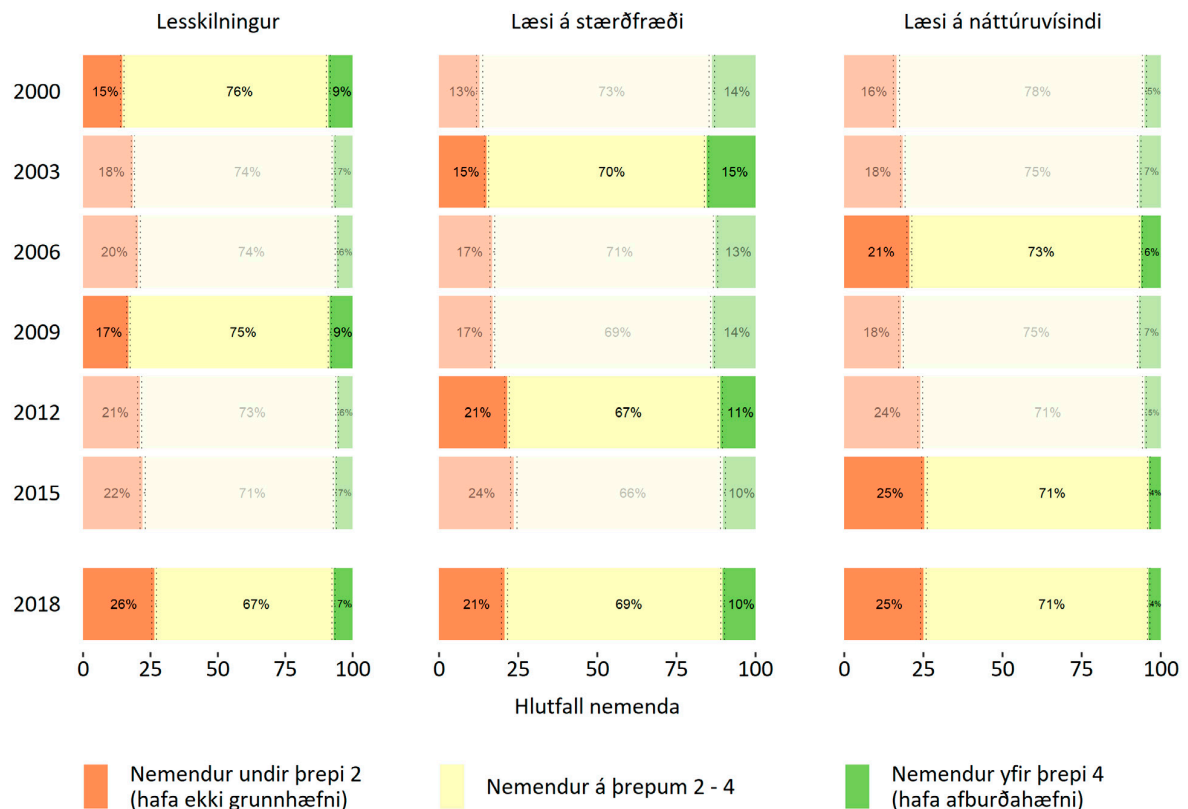 Lesskilningur Læsi á stærðfræði Læsi á náttúruvísindi
2000 15% 76% 9% 13% 73% 14% 16% 78% 5%
2003 18% 74% 7% 15% 70% 15% 18% 75% 7%
2006 20% 74% 6% 17% 71% 13% 21% 73% 6%
2009 17% 75% 9% 17% 69% 14% 18% 75% 7%
2012 21% 73% 6% 21% 67% 11% 24% 71% 5%
2015 22% 71% 7% 24% 66% 10% 25% 71% 4%
2018 26% 67% 7% 21% 69% 10% 25% 71% 4%
0 25 50 75 100 0 25 50 75 100 0 25 50 75 100
Hlutfall nemenda
Nemendur undir þrepi 2
(hafa ekki grunnhæfni)
Nemendur á þrepum 2 - 4
Nemendur yfir þrepi 4
(hafa afburðahæfni)